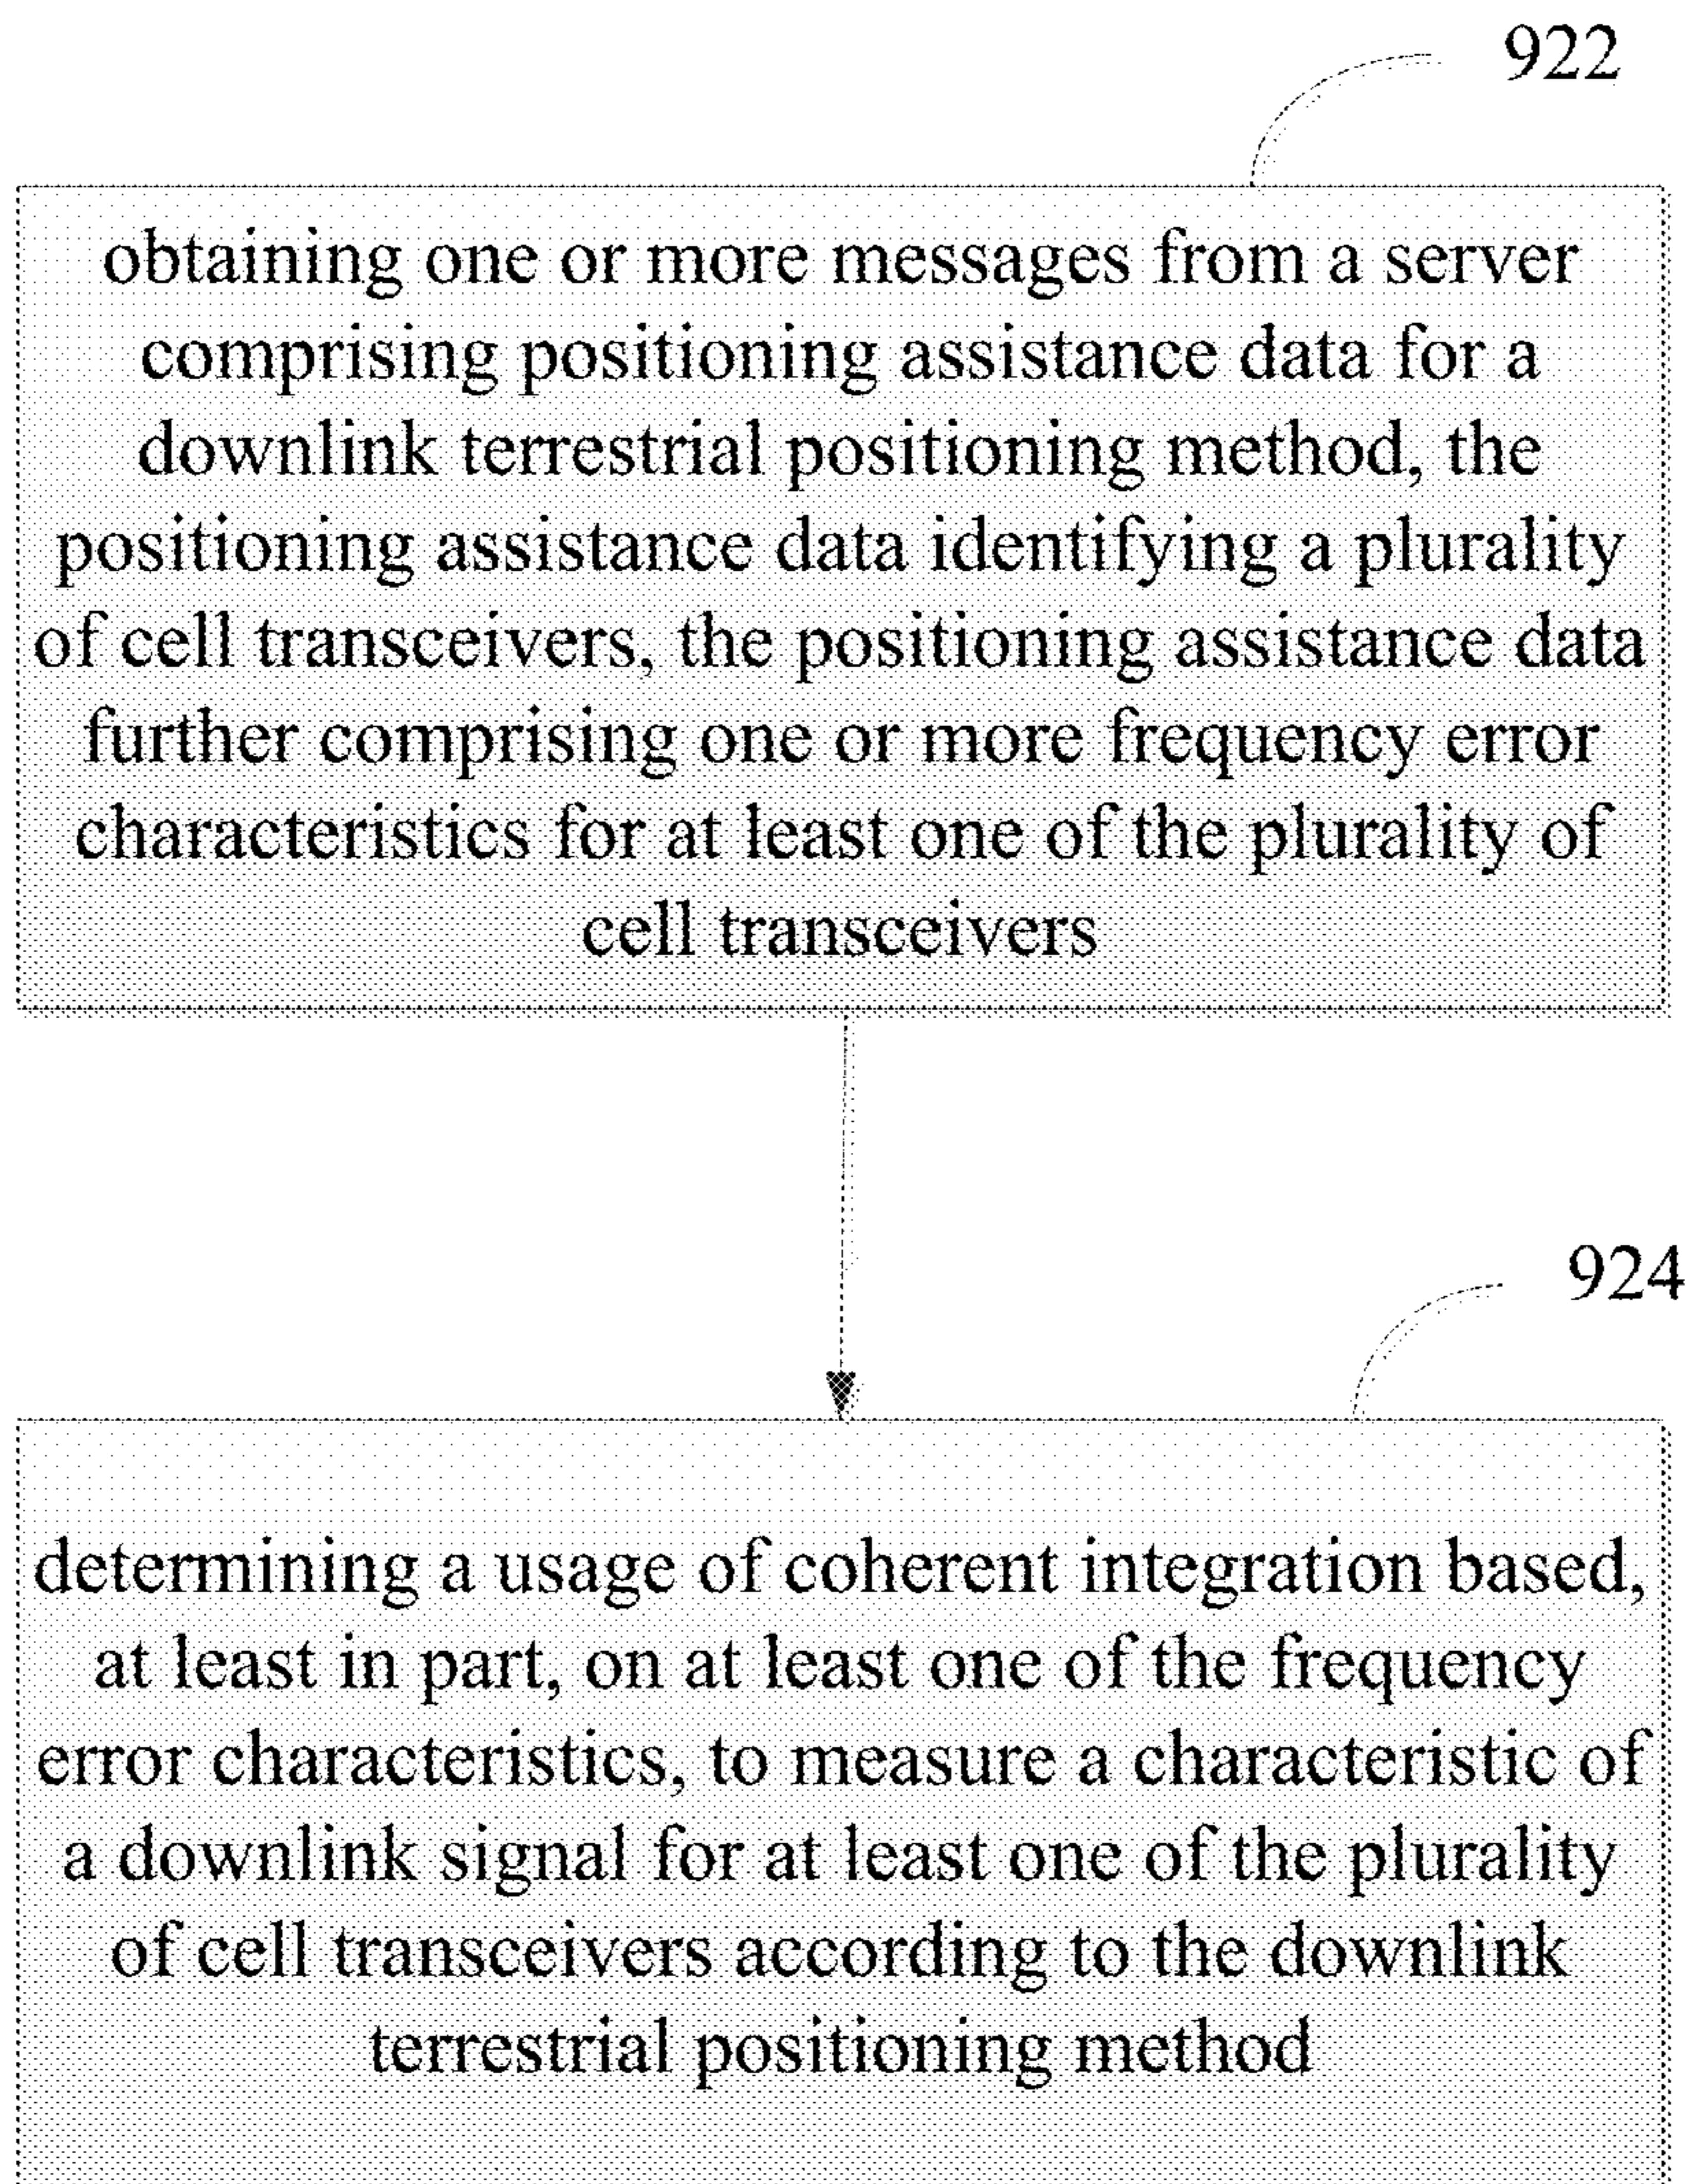 922
obtaining one or more messages from a server
comprising positioning assistance data for a
downlink terrestrial positioning method, the
positioning assistance data identifying a plurality
of cell transceivers, the positioning assistance data
further comprising one or more frequency error
characteristics for at least one of the plurality of
cell transceivers
924
determining a usage of coherent integration based,
at least in part, on at least one of the frequency
error characteristics, to measure a characteristic of
a downlink signal for at least one of the plurality
of cell transceivers according to the downlink
terrestrial positioning method